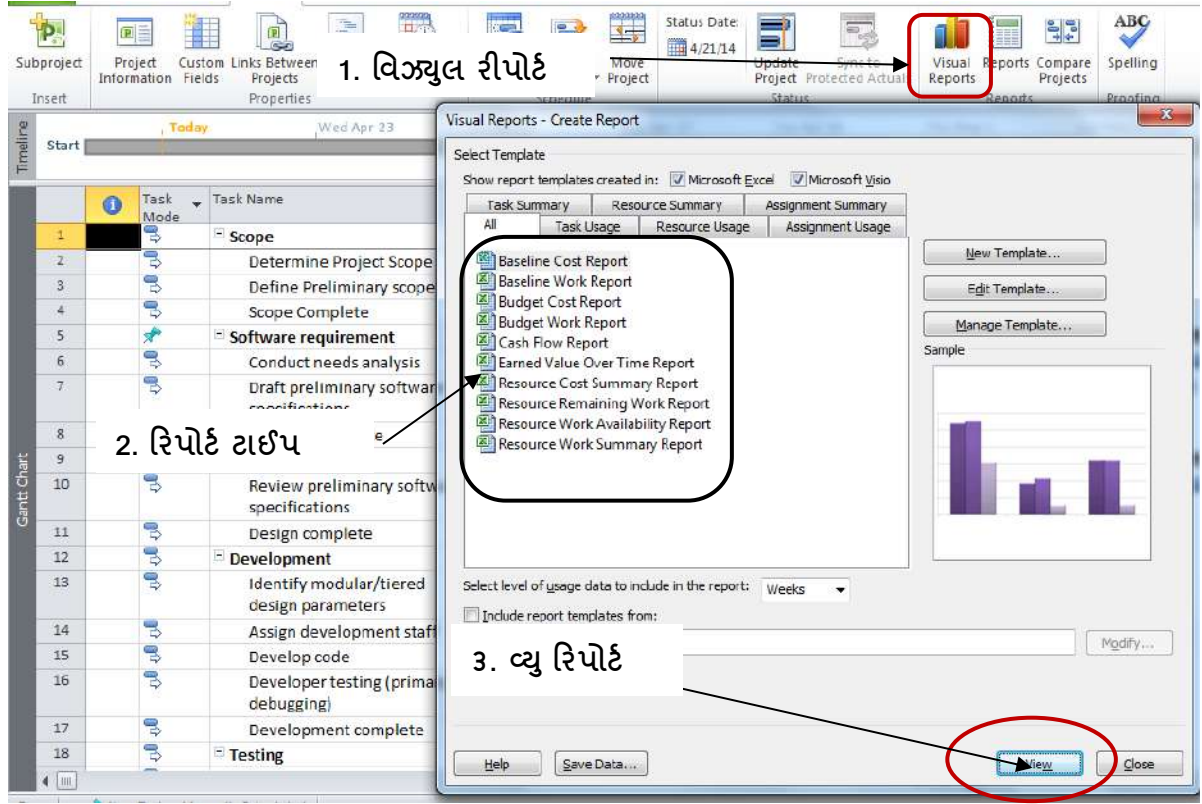 Status Date:
4/21/14
Subproject
Project Information
Custom Fields
Links Between Projects
Move Project
Update Project
Sync to Protected Actuals
Visual Reports
Reports
Compare Projects
ABC
Spelling
Insert
Properties
Schedule
Status
Reports
Proofing
1. વિઝ્યુલ રીપોર્ટ
Timeline
Today
Wed Apr 23
Start
Gantt Chart
Task Mode
Task Name
1 Scope
2 Determine Project Scope
3 Define Preliminary scope
4 Scope Complete
5 Software requirement
6 Conduct needs analysis
7 Draft preliminary softwar
specifications
8
9
10 Review preliminary softw
specifications
11 Design complete
12 Development
13 Identify modular/tiered
design parameters
14 Assign development staff
15 Develop code
16 Developer testing (prima
debugging)
17 Development complete
18 Testing
2. રિપોર્ટ ટાઈપ
Visual Reports - Create Report
Select Template
Show report templates created in: Microsoft Excel Microsoft Visio
Task Summary Resource Summary Assignment Summary
All Task Usage Resource Usage Assignment Usage
Baseline Cost Report
Baseline Work Report
Budget Cost Report
Budget Work Report
Cash Flow Report
Earned Value Over Time Report
Resource Cost Summary Report
Resource Remaining Work Report
Resource Work Availability Report
Resource Work Summary Report
New Template...
Edit Template...
Manage Template...
Sample
Select level of usage data to include in the report: Weeks
Include report templates from:
Modify...
૩. વ્યુ રિપોર્ટ
Help Save Data... View Close